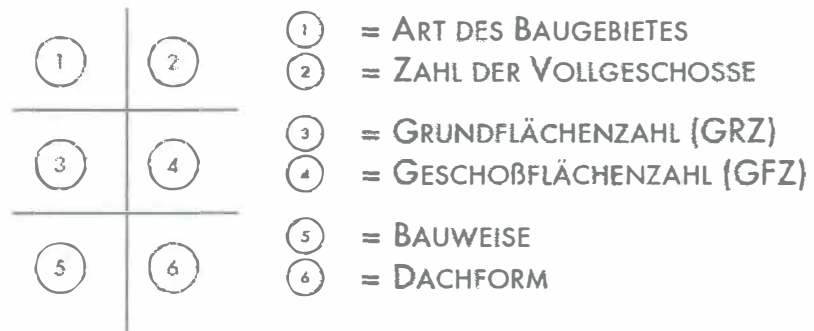 1 2
3 4
5 6
1 = ART DES BAUGEBIETES
2 = ZAHL DER VOLLGESCHOSSE
3 = GRUNDFLÄCHENZAHL (GRZ)
4 = GESCHOßFLÄCHENZAHL (GFZ)
5 = BAUWEISE
6 = DACHFORM